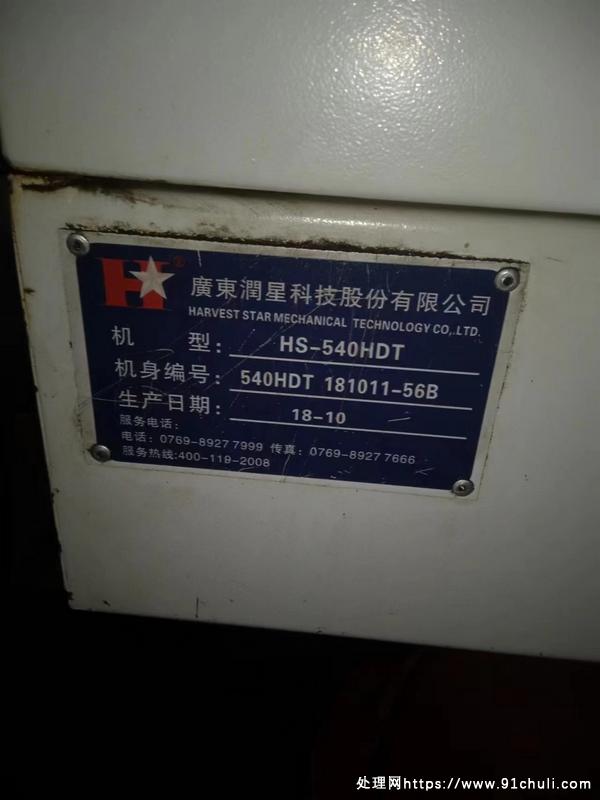 H®
廣東潤星科技股份有限公司
HARVEST STAR MECHANICAL TECHNOLOGY CO,.LTD.
机 型: HS-540HDT
机身编号: 540HDT 181011-56B
生产日期: 18-10
服务电话:
电话: 0769-8927 7999 传真: 0769-8927 7666
服务热线:400-119-2008
处理网https://www.91chuli.com/